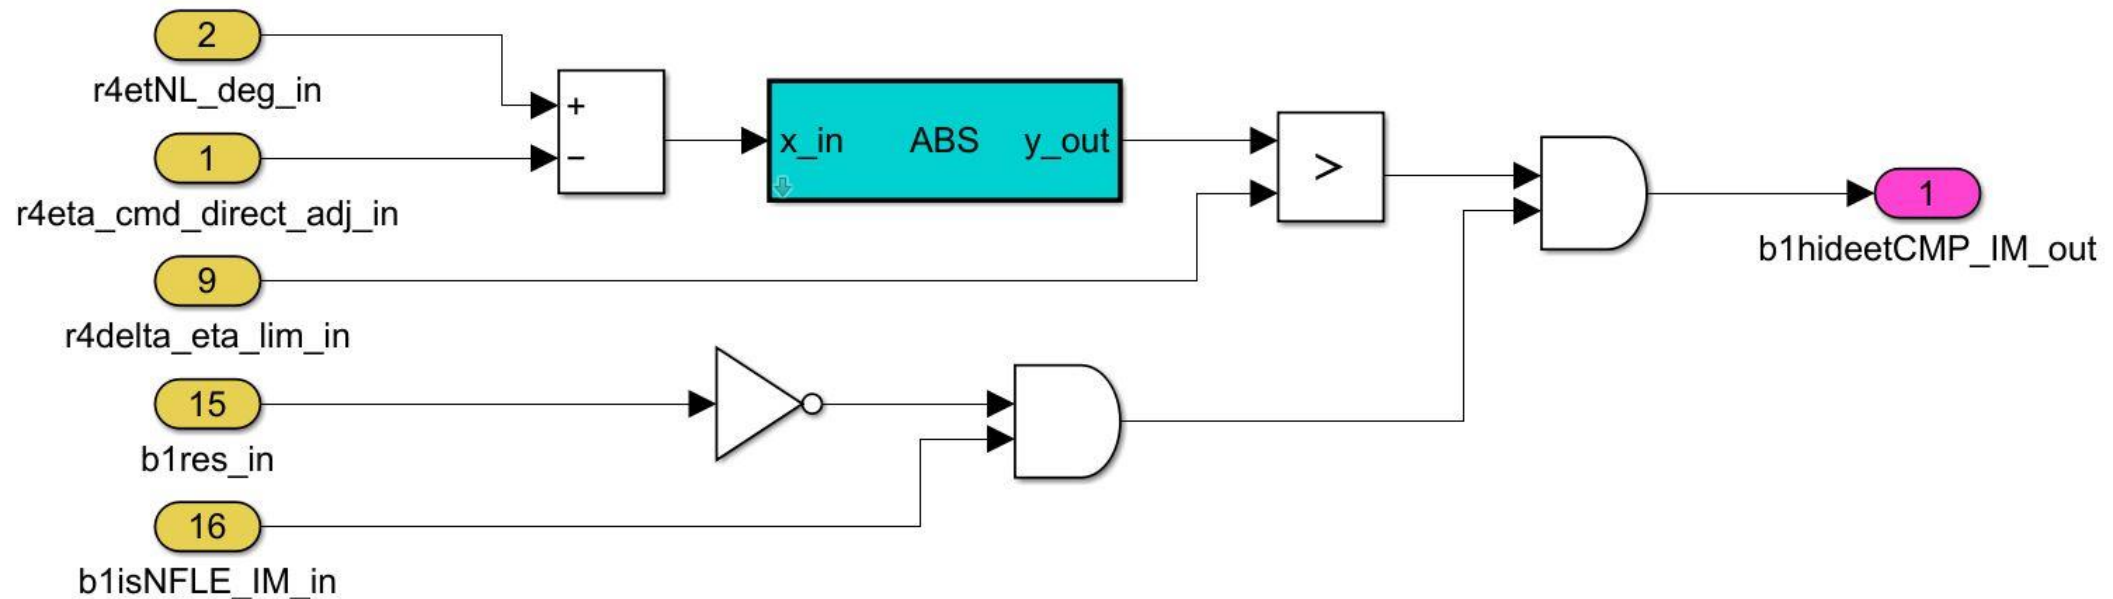 2
r4etNL_deg_in
1
r4eta_cmd_direct_adj_in
9
r4delta_eta_lim_in
15
b1res_in
16
b1isNFLE_IM_in
+
−
x_in ABS y_out
>
1
b1hideetCMP_IM_out